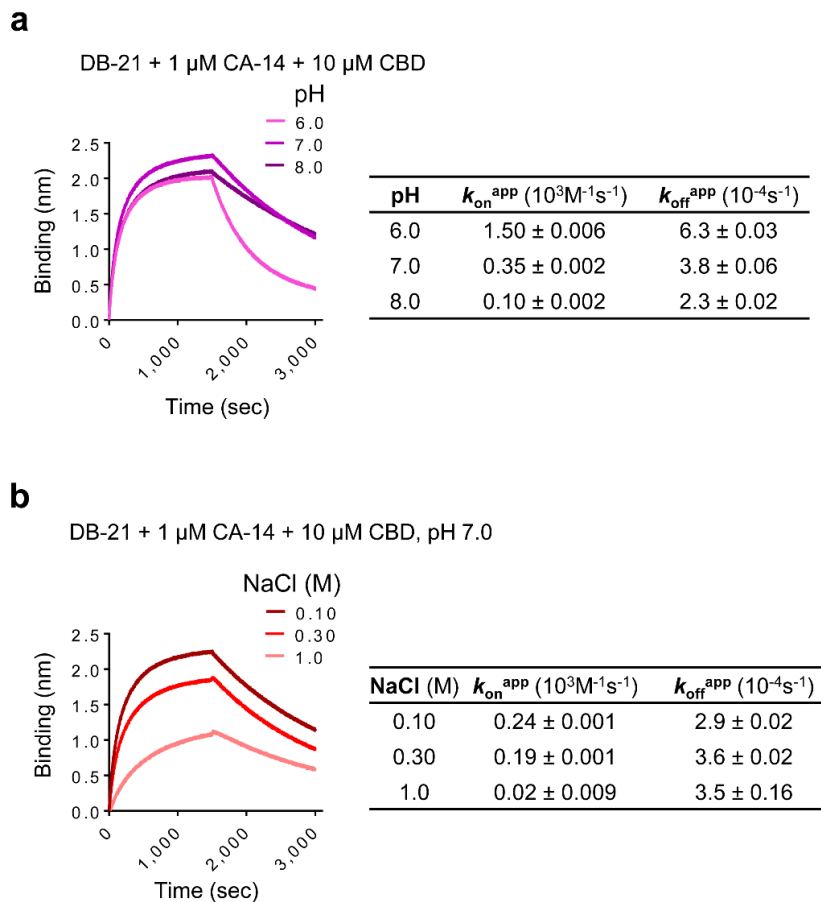 a
DB-21 + 1 µM CA-14 + 10 µM CBD
pH
6.0
7.0
8.0
2.5
2.0
1.5
1.0
0.5
0.0
Binding (nm)
0
1,000
2,000
3,000
Time (sec)
pH kon^app (10³M⁻¹s⁻¹) koff^app (10⁻⁴s⁻¹)
6.0 1.50 ± 0.006 6.3 ± 0.03
7.0 0.35 ± 0.002 3.8 ± 0.06
8.0 0.10 ± 0.002 2.3 ± 0.02
b
DB-21 + 1 µM CA-14 + 10 µM CBD, pH 7.0
NaCl (M)
0.10
0.30
1.0
2.5
2.0
1.5
1.0
0.5
0.0
Binding (nm)
0
1,000
2,000
3,000
Time (sec)
NaCl (M) kon^app (10³M⁻¹s⁻¹) koff^app (10⁻⁴s⁻¹)
0.10 0.24 ± 0.001 2.9 ± 0.02
0.30 0.19 ± 0.001 3.6 ± 0.02
1.0 0.02 ± 0.009 3.5 ± 0.16